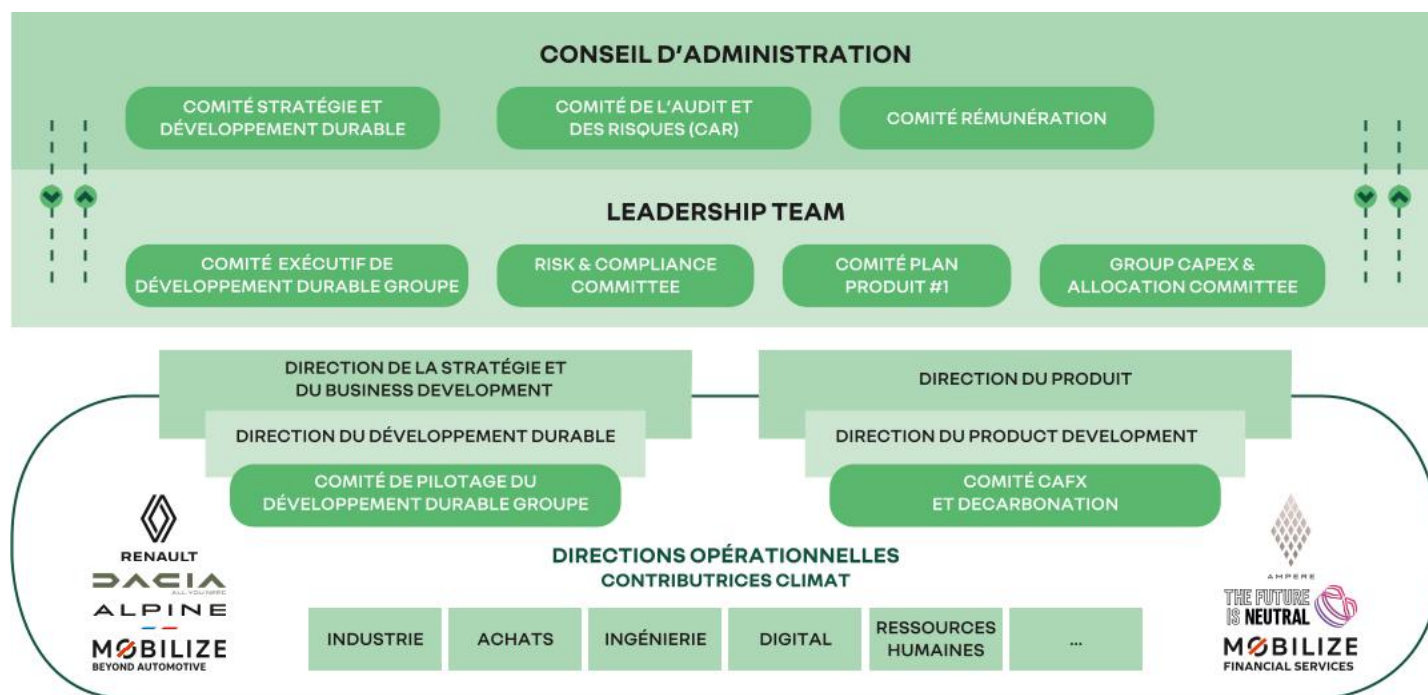 CONSEIL D'ADMINISTRATION
COMITÉ STRATÉGIE ET
DÉVELOPPEMENT DURABLE
COMITÉ DE L'AUDIT ET
DES RISQUES (CAR)
COMITÉ RÉMUNÉRATION
LEADERSHIP TEAM
COMITÉ EXÉCUTIF DE
DÉVELOPPEMENT DURABLE GROUPE
RISK & COMPLIANCE
COMMITTEE
COMITÉ PLAN
PRODUIT #1
GROUP CAPEX &
ALLOCATION COMMITTEE
DIRECTION DE LA STRATÉGIE ET
DU BUSINESS DEVELOPMENT
DIRECTION DU DÉVELOPPEMENT DURABLE
COMITÉ DE PILOTAGE DU
DÉVELOPPEMENT DURABLE GROUPE
DIRECTION DU PRODUIT
DIRECTION DU PRODUCT DEVELOPMENT
COMITÉ CAFX
ET DECARBONATION
RENAULT
DACIA
ALL YOU NEED
ALPINE
MOBILIZE
BEYOND AUTOMOTIVE
DIRECTIONS OPÉRATIONNELLES
CONTRIBUTRICES CLIMAT
INDUSTRIE
ACHATS
INGÉNIERIE
DIGITAL
RESSOURCES
HUMAINES
...
AMPERE
THE FUTURE
IS NEUTRAL
MOBILIZE
FINANCIAL SERVICES